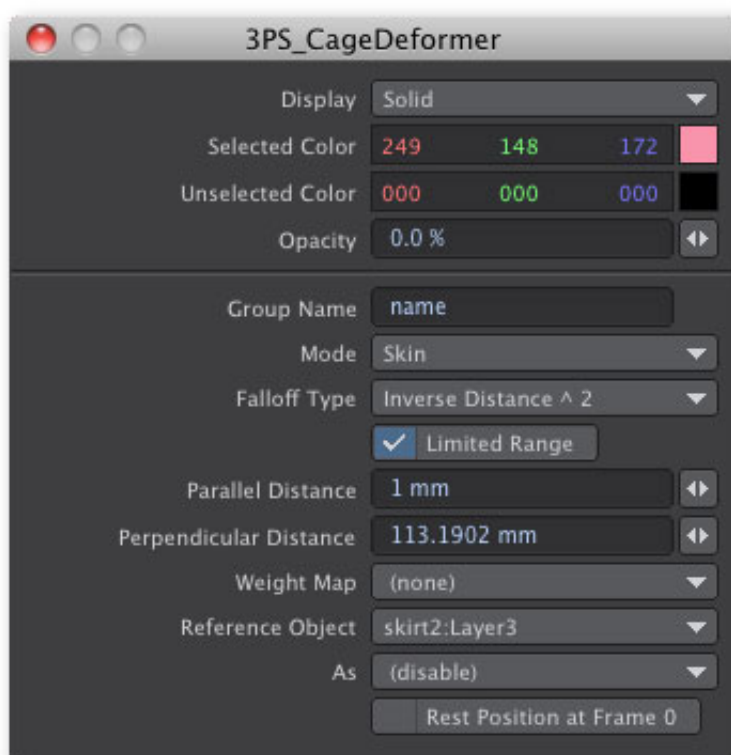 3PS_CageDeformer
Display Solid
Selected Color 249 148 172
Unselected Color 000 000 000
Opacity 0.0 %
Group Name name
Mode Skin
Falloff Type Inverse Distance ^ 2
Limited Range
Parallel Distance 1 mm
Perpendicular Distance 113.1902 mm
Weight Map (none)
Reference Object skirt2:Layer3
As (disable)
Rest Position at Frame 0